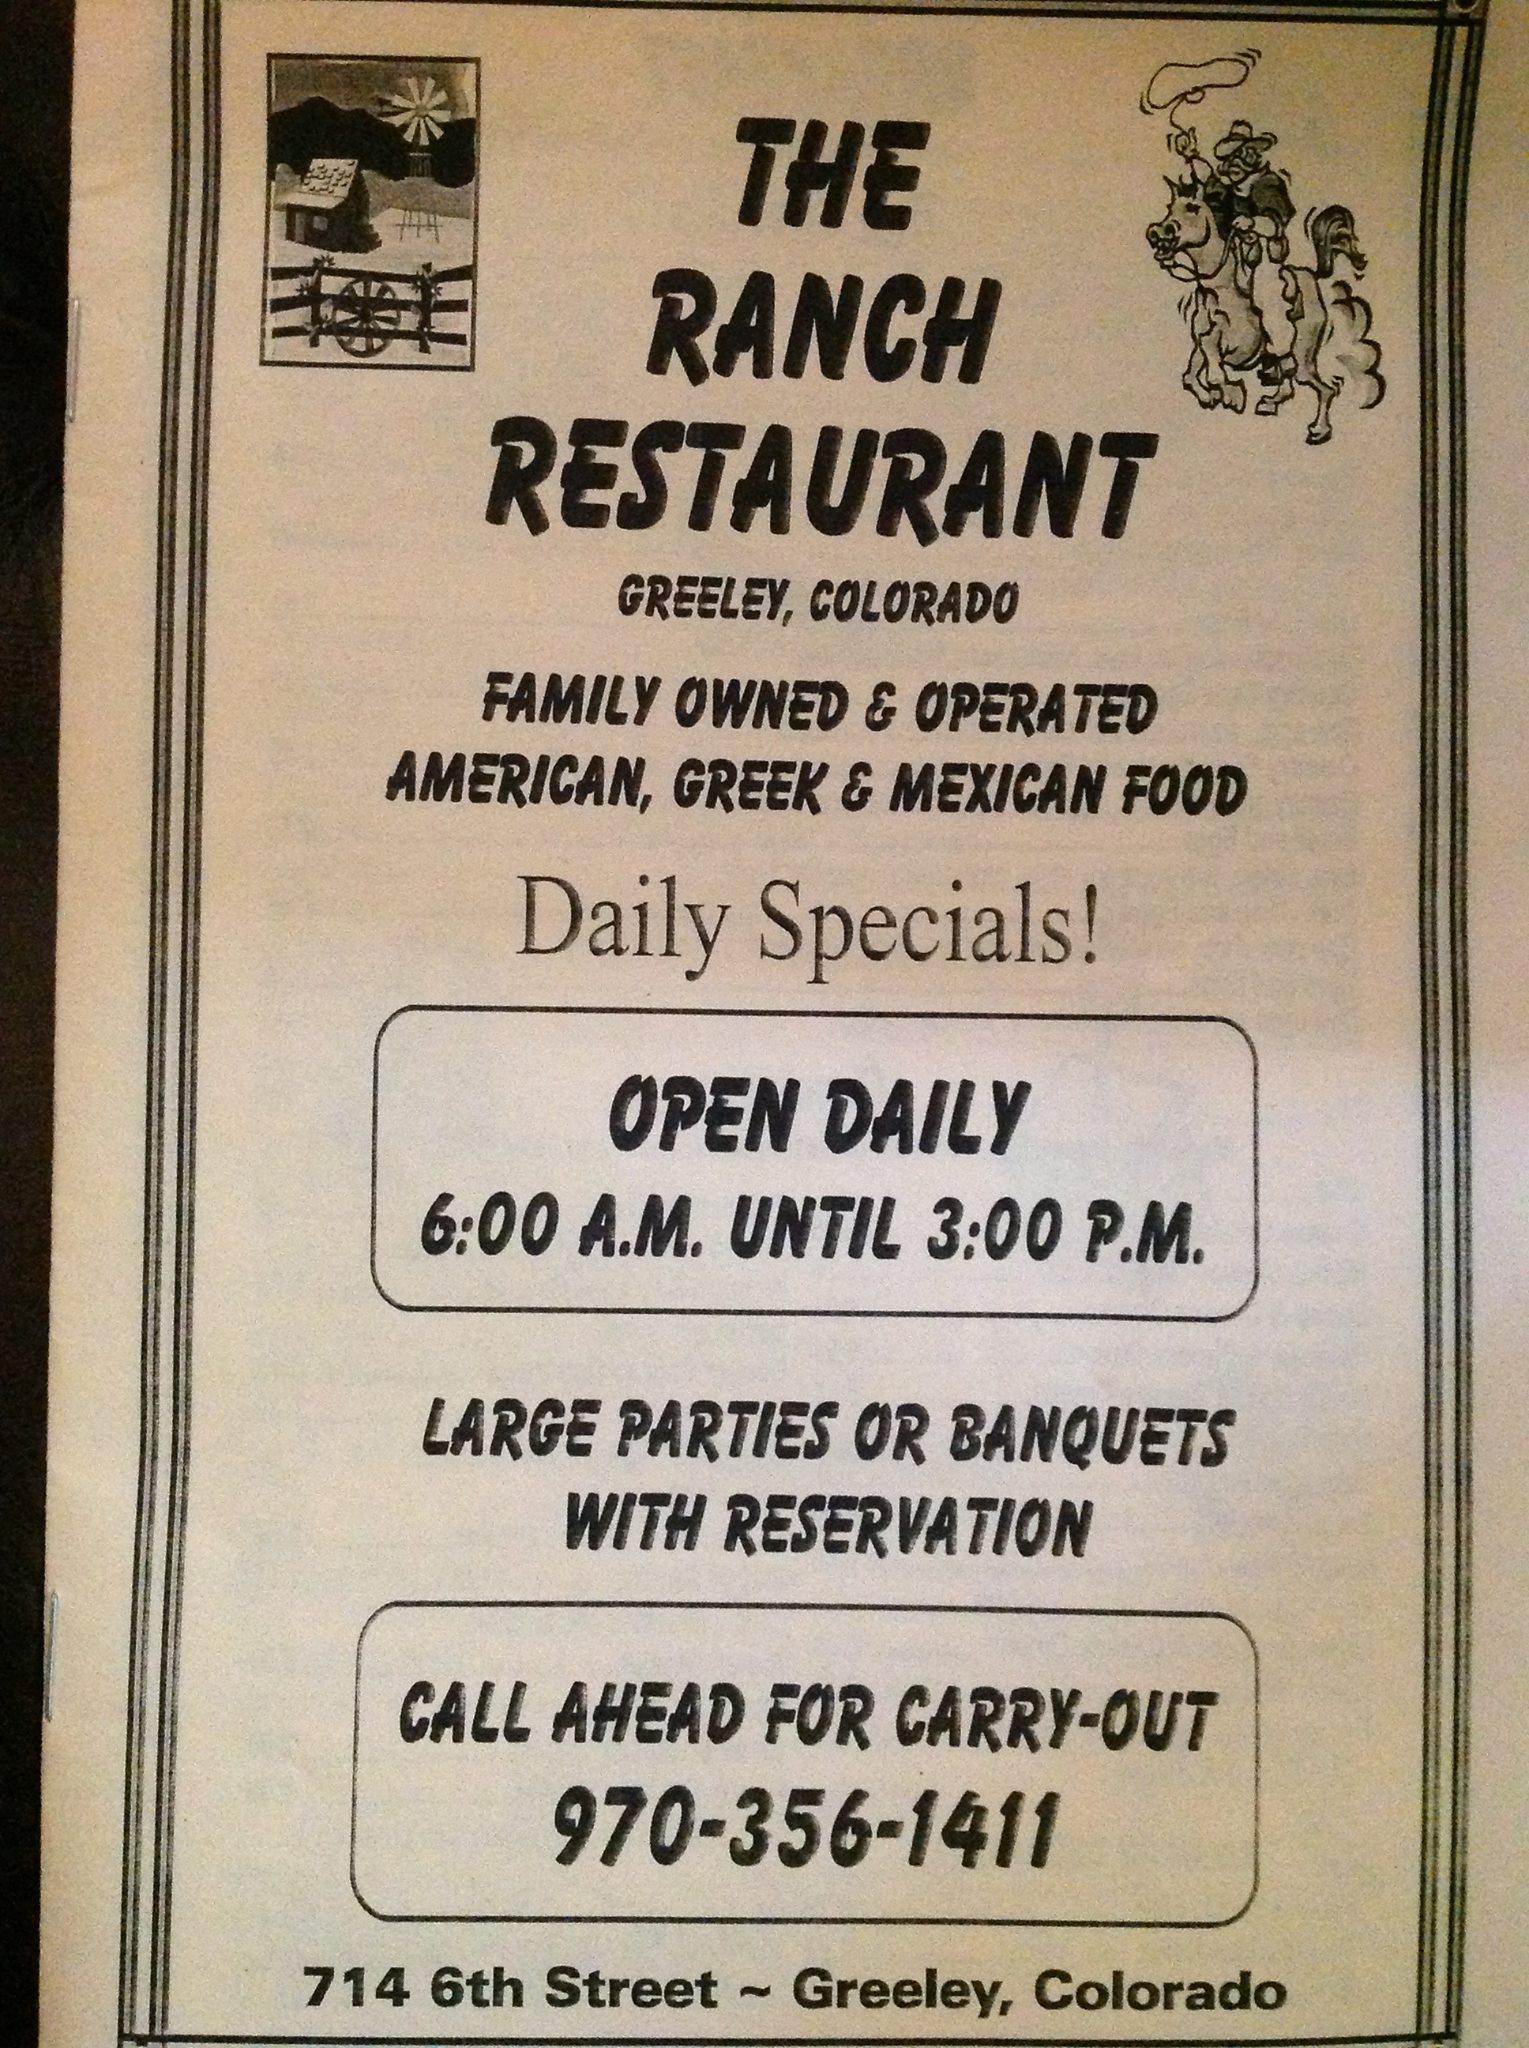 THE
RANCH
RESTAURANT
GREELEY, COLORADO
FAMILY OWNED & OPERATED
AMERICAN, GREEK & MEXICAN FOOD
Daily Specials!
OPEN DAILY
6:00 A.M. UNTIL 3:00 P.M.
LARGE PARTIES OR BANQUETS
WITH RESERVATION
CALL AHEAD FOR CARRY-OUT
970-356-1411
714 6th Street ~ Greeley, Colorado